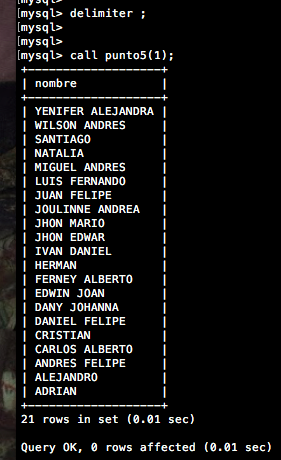 [mysql> delimiter ;
[mysql>
[mysql>
[mysql> call punto5(1);
+--------------------+
| nombre             |
+--------------------+
| YENIFER ALEJANDRA |
| WILSON ANDRES |
| SANTIAGO |
| NATALIA |
| MIGUEL ANDRES |
| LUIS FERNANDO |
| JUAN FELIPE |
| JOULINNE ANDREA |
| JHON MARIO |
| JHON EDWAR |
| IVAN DANIEL |
| HERMAN |
| FERNEY ALBERTO |
| EDWIN JOAN |
| DANY JOHANNA |
| DANIEL FELIPE |
| CRISTIAN |
| CARLOS ALBERTO |
| ANDRES FELIPE |
| ALEJANDRO |
| ADRIAN |
+--------------------+
21 rows in set (0.01 sec)
Query OK, 0 rows affected (0.01 sec)